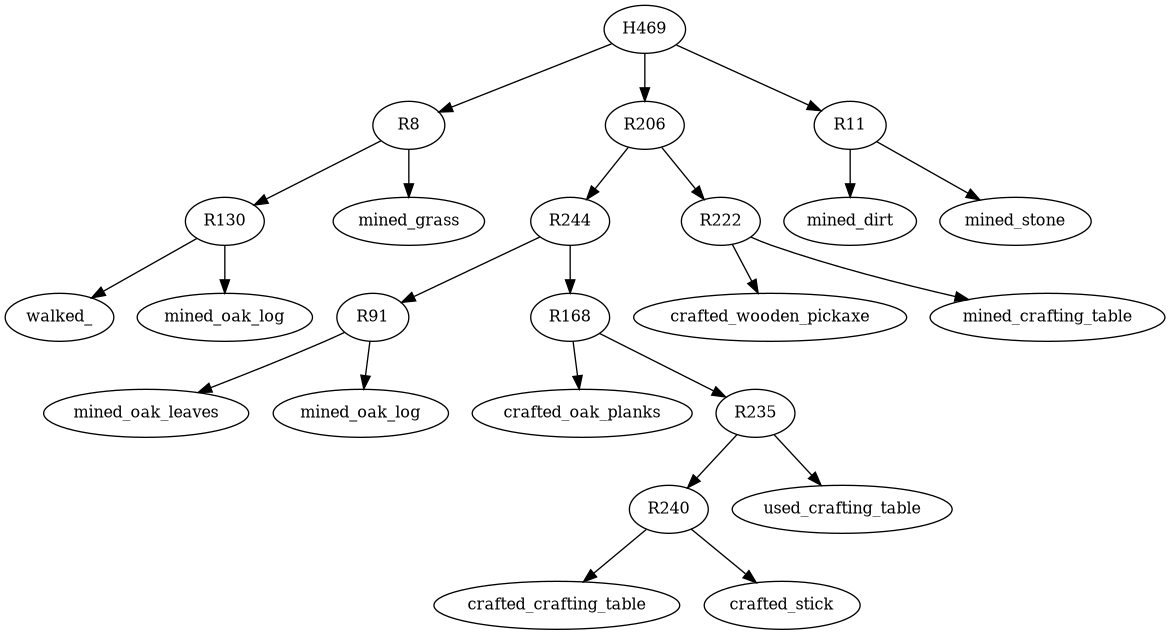 H469
R8
R206
R11
R130
mined_grass
R244
R222
mined_dirt
mined_stone
walked_
mined_oak_log
R91
R168
crafted_wooden_pickaxe
mined_crafting_table
mined_oak_leaves
mined_oak_log
crafted_oak_planks
R235
R240
used_crafting_table
crafted_crafting_table
crafted_stick